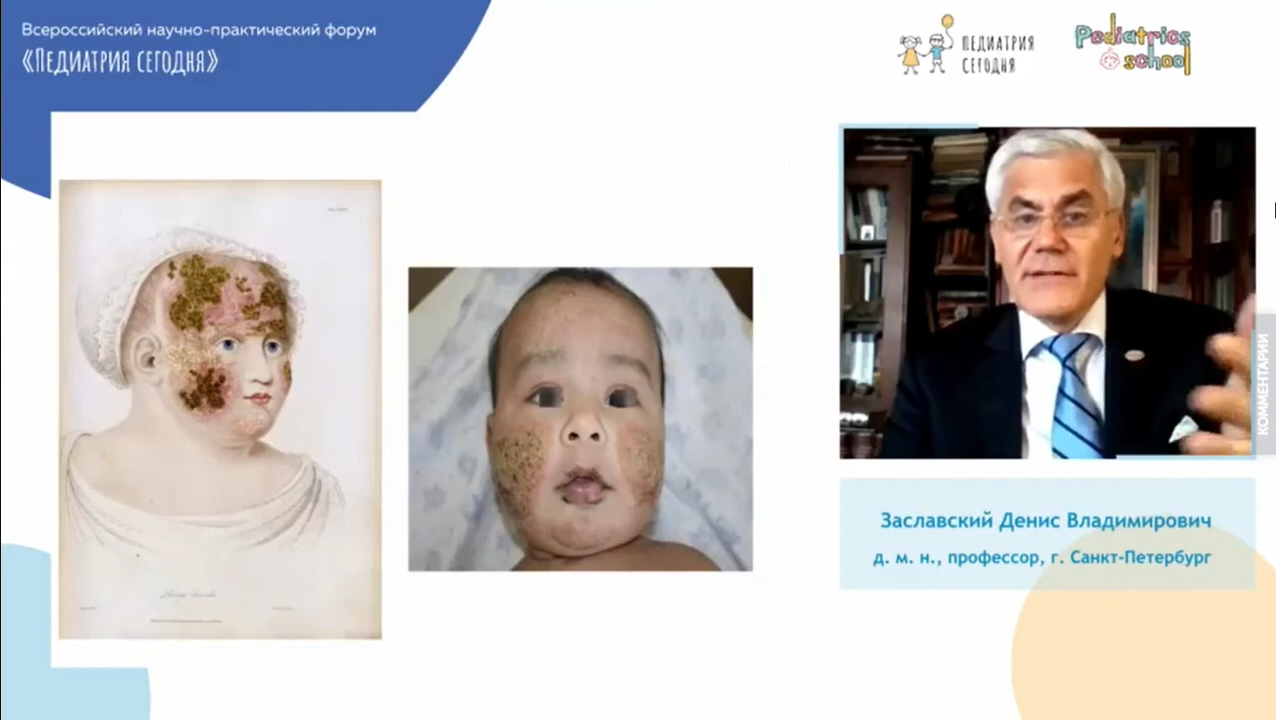 Всероссийский научно-практический форум
«Педиатрия сегодня»
ПЕДИАТРИЯ
СЕГОДНЯ
Pediatrics
school
КОММЕНТАРИИ
Заславский Денис Владимирович
д. м. н., профессор, г. Санкт-Петербург